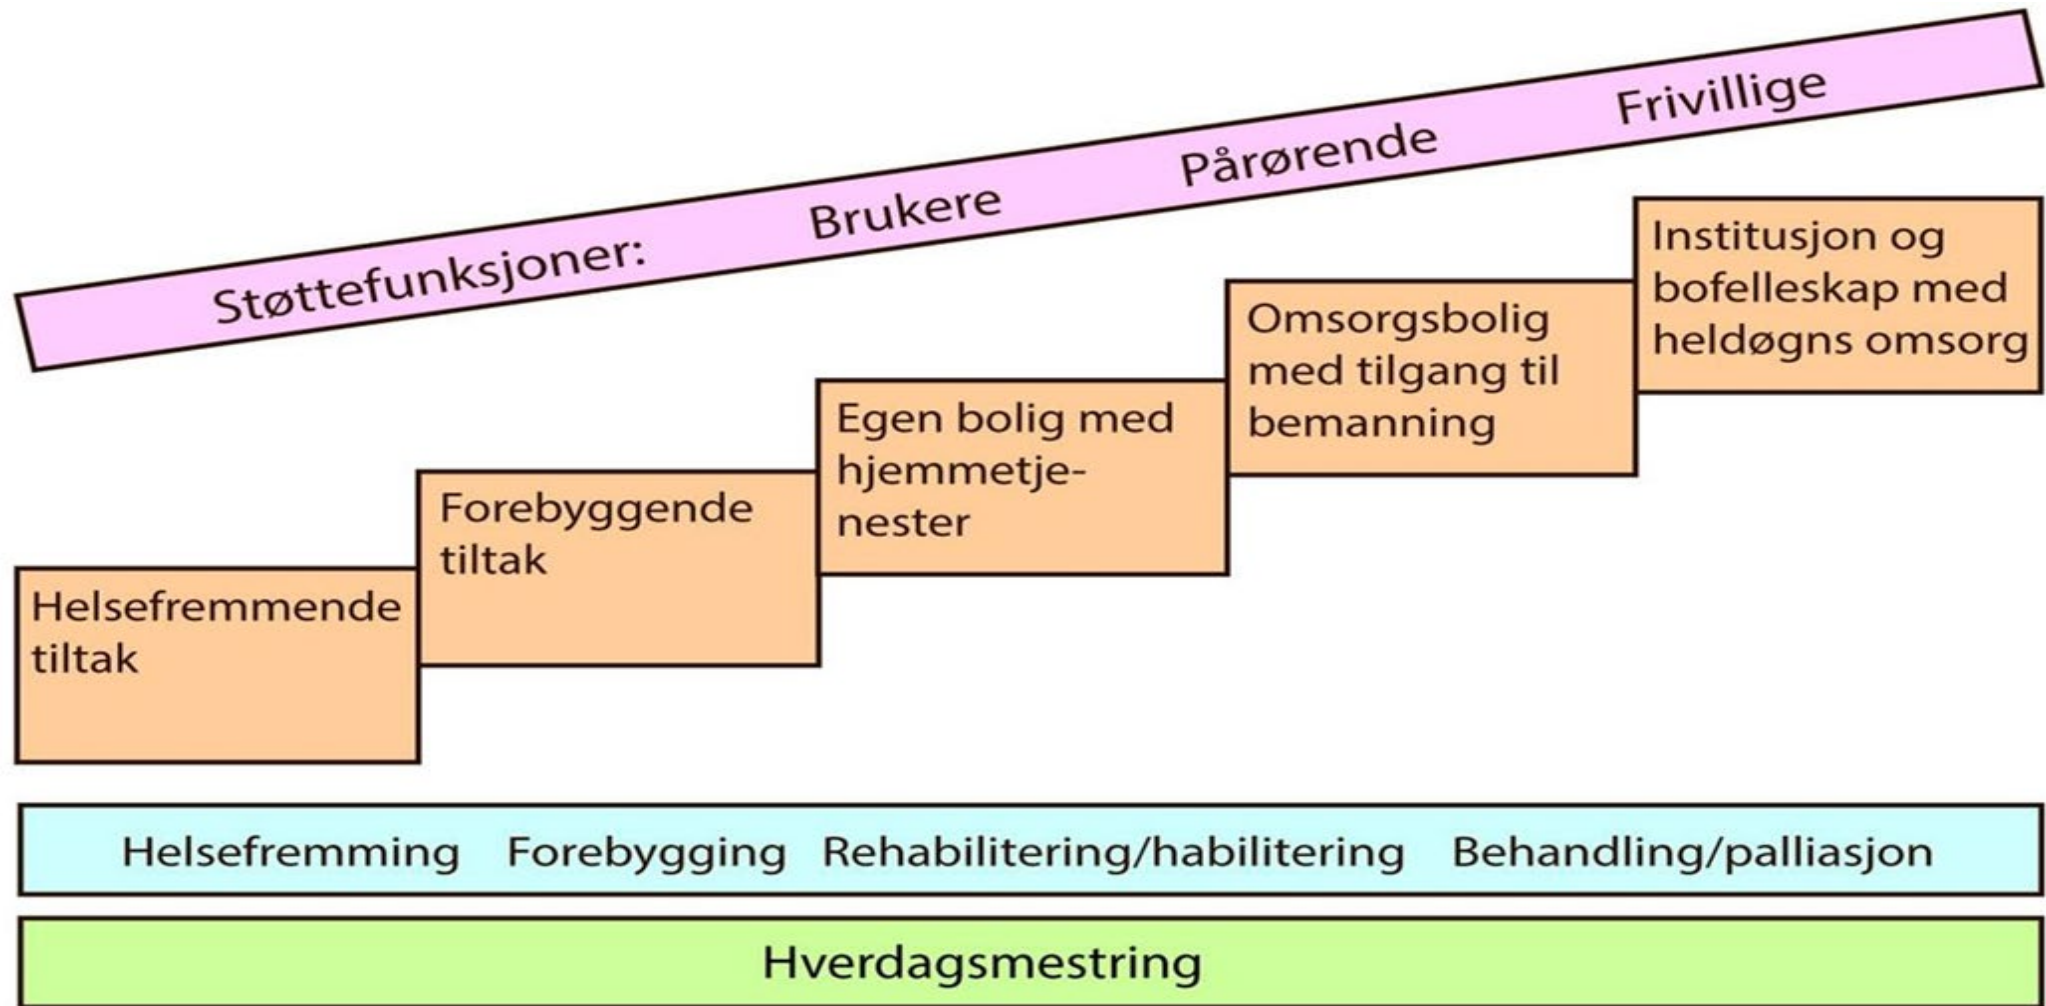 Støttefunksjoner: Brukere Pårørende Frivillige
Helsefremmende
tiltak
Forebyggende
tiltak
Egen bolig med
hjemmetje-
nester
Omsorgsbolig
med tilgang til
bemanning
Institusjon og
bofelleskap med
heldøgns omsorg
Helsefremming Forebygging Rehabilitering/habilitering Behandling/palliasjon
Hverdagsmestring